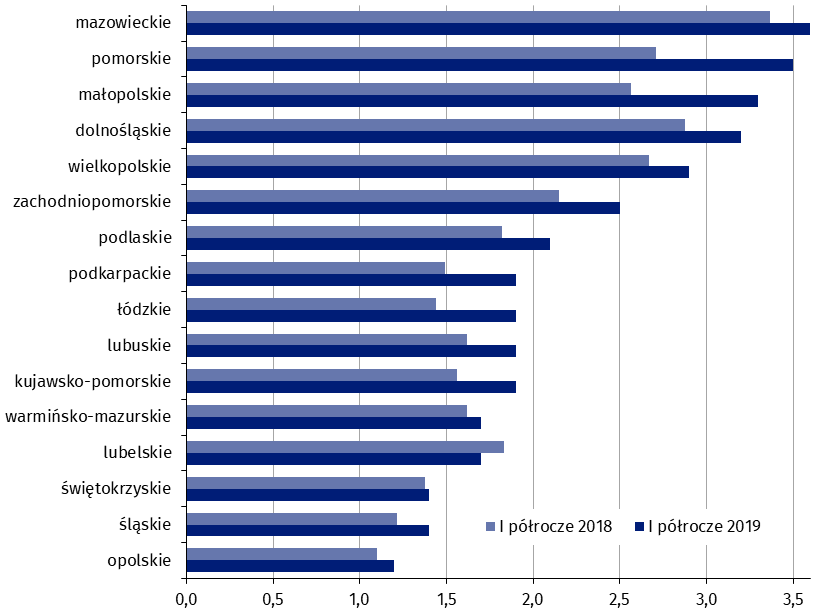 mazowieckie
pomorskie
małopolskie
dolnośląskie
wielkopolskie
zachodniopomorskie
podlaskie
podkarpackie
łódzkie
lubuskie
kujawsko-pomorskie
warmińsko-mazurskie
lubelskie
świętokrzyskie
śląskie
opolskie
I półrocze 2018 I półrocze 2019
0,0 0,5 1,0 1,5 2,0 2,5 3,0 3,5